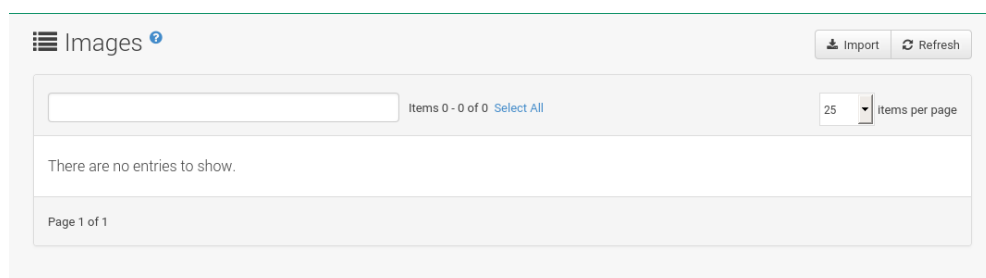 Images ?
Import Refresh
Items 0 - 0 of 0 Select All
25 items per page
There are no entries to show.
Page 1 of 1